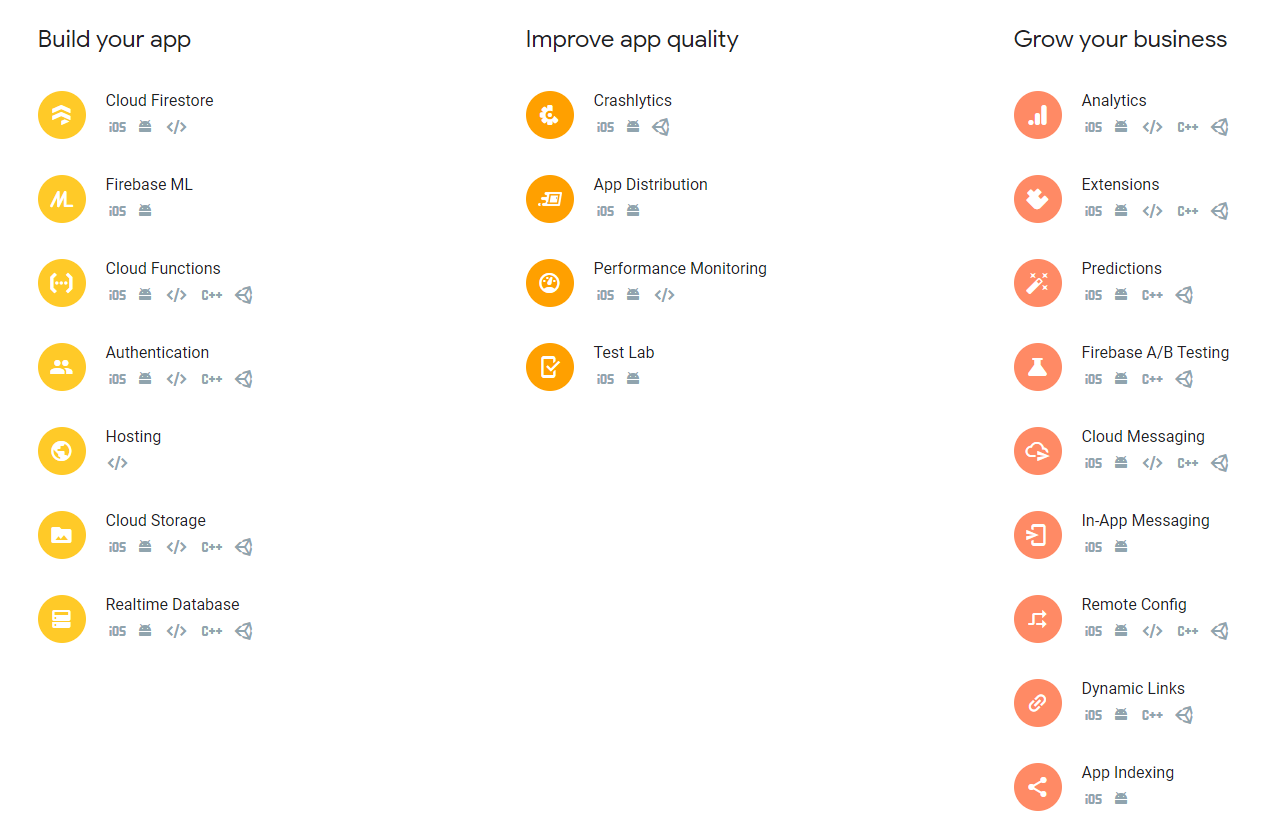 Build your app
Cloud Firestore
iOS </>
Firebase ML
iOS
Cloud Functions
iOS </> C++
Authentication
iOS </> C++
Hosting
</>
Cloud Storage
iOS </> C++
Realtime Database
iOS </> C++
Improve app quality
Crashlytics
iOS
App Distribution
iOS
Performance Monitoring
iOS </>
Test Lab
iOS
Grow your business
Analytics
iOS </> C++
Extensions
iOS </> C++
Predictions
iOS C++
Firebase A/B Testing
iOS C++
Cloud Messaging
iOS </> C++
In-App Messaging
iOS
Remote Config
iOS </> C++
Dynamic Links
iOS C++
App Indexing
iOS